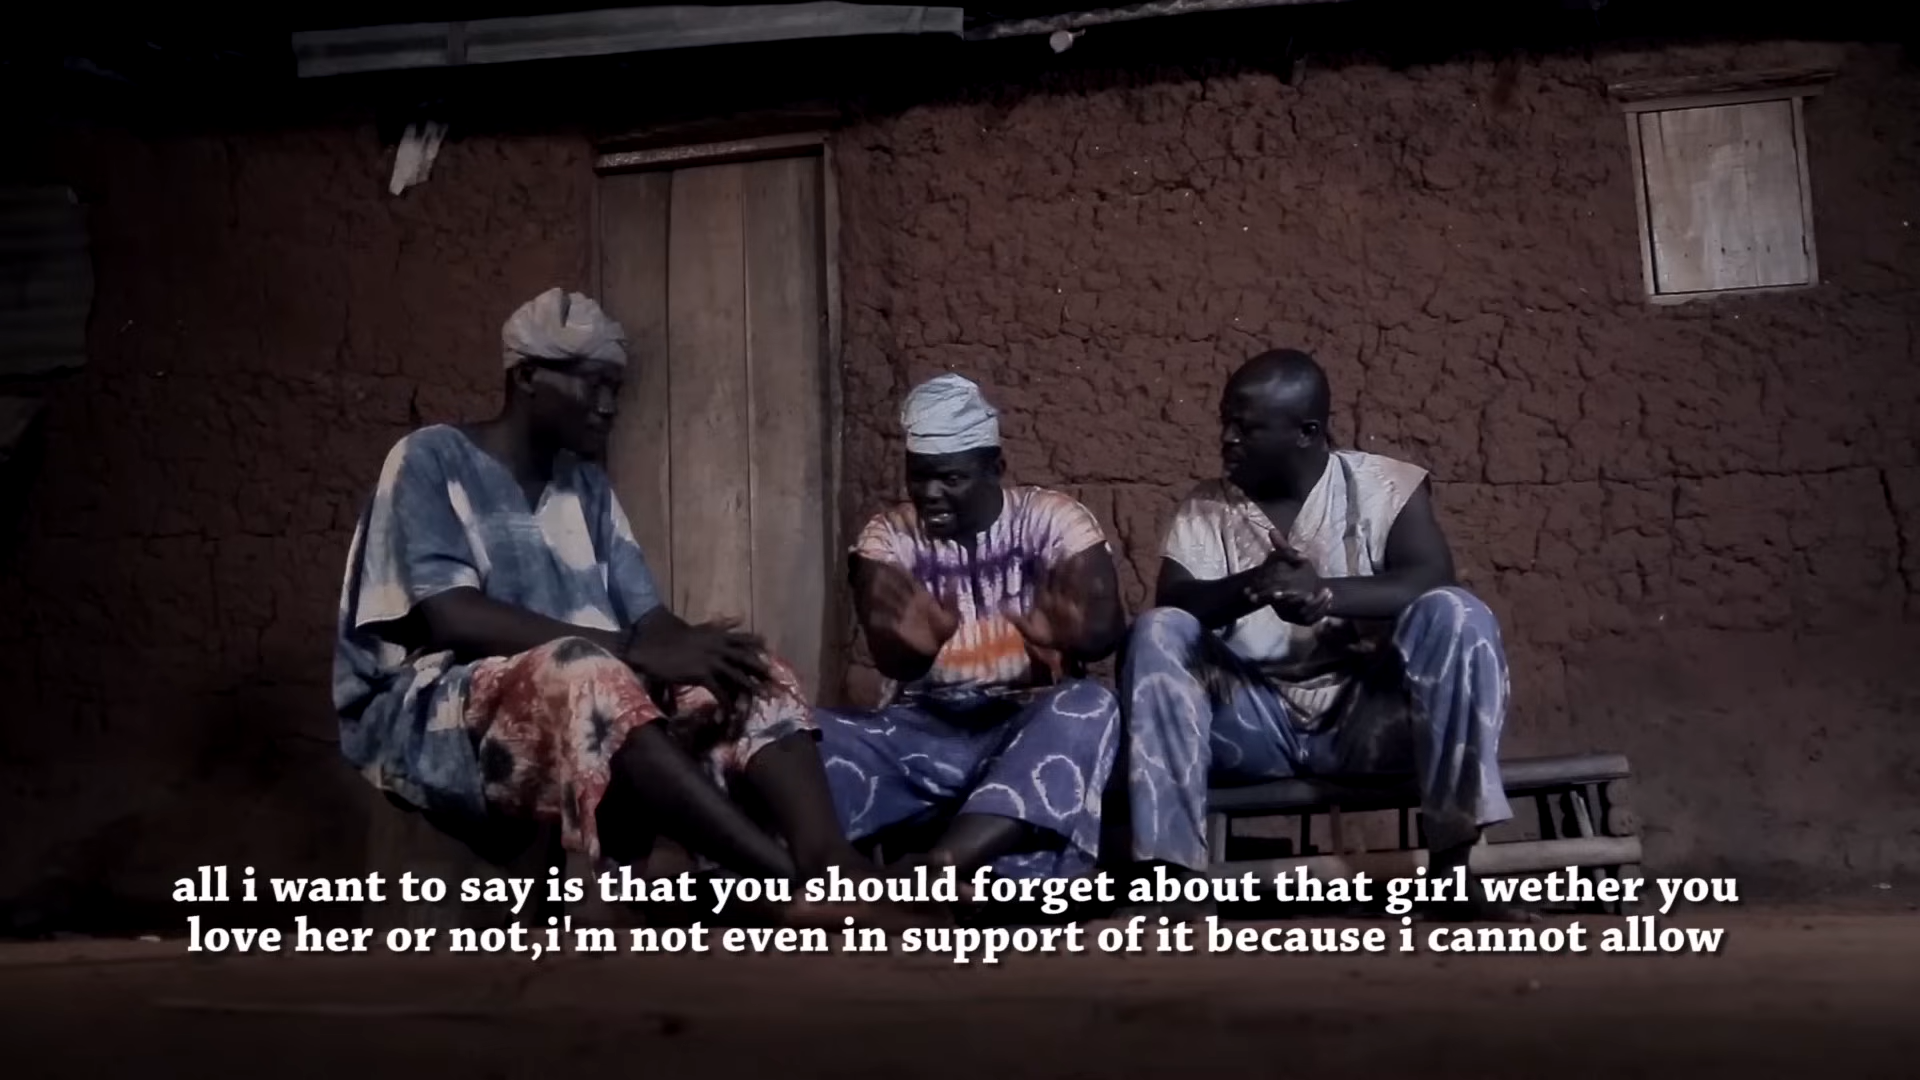 all i want to say is that you should forget about that girl wether you
love her or not,i'm not even in support of it because i cannot allow